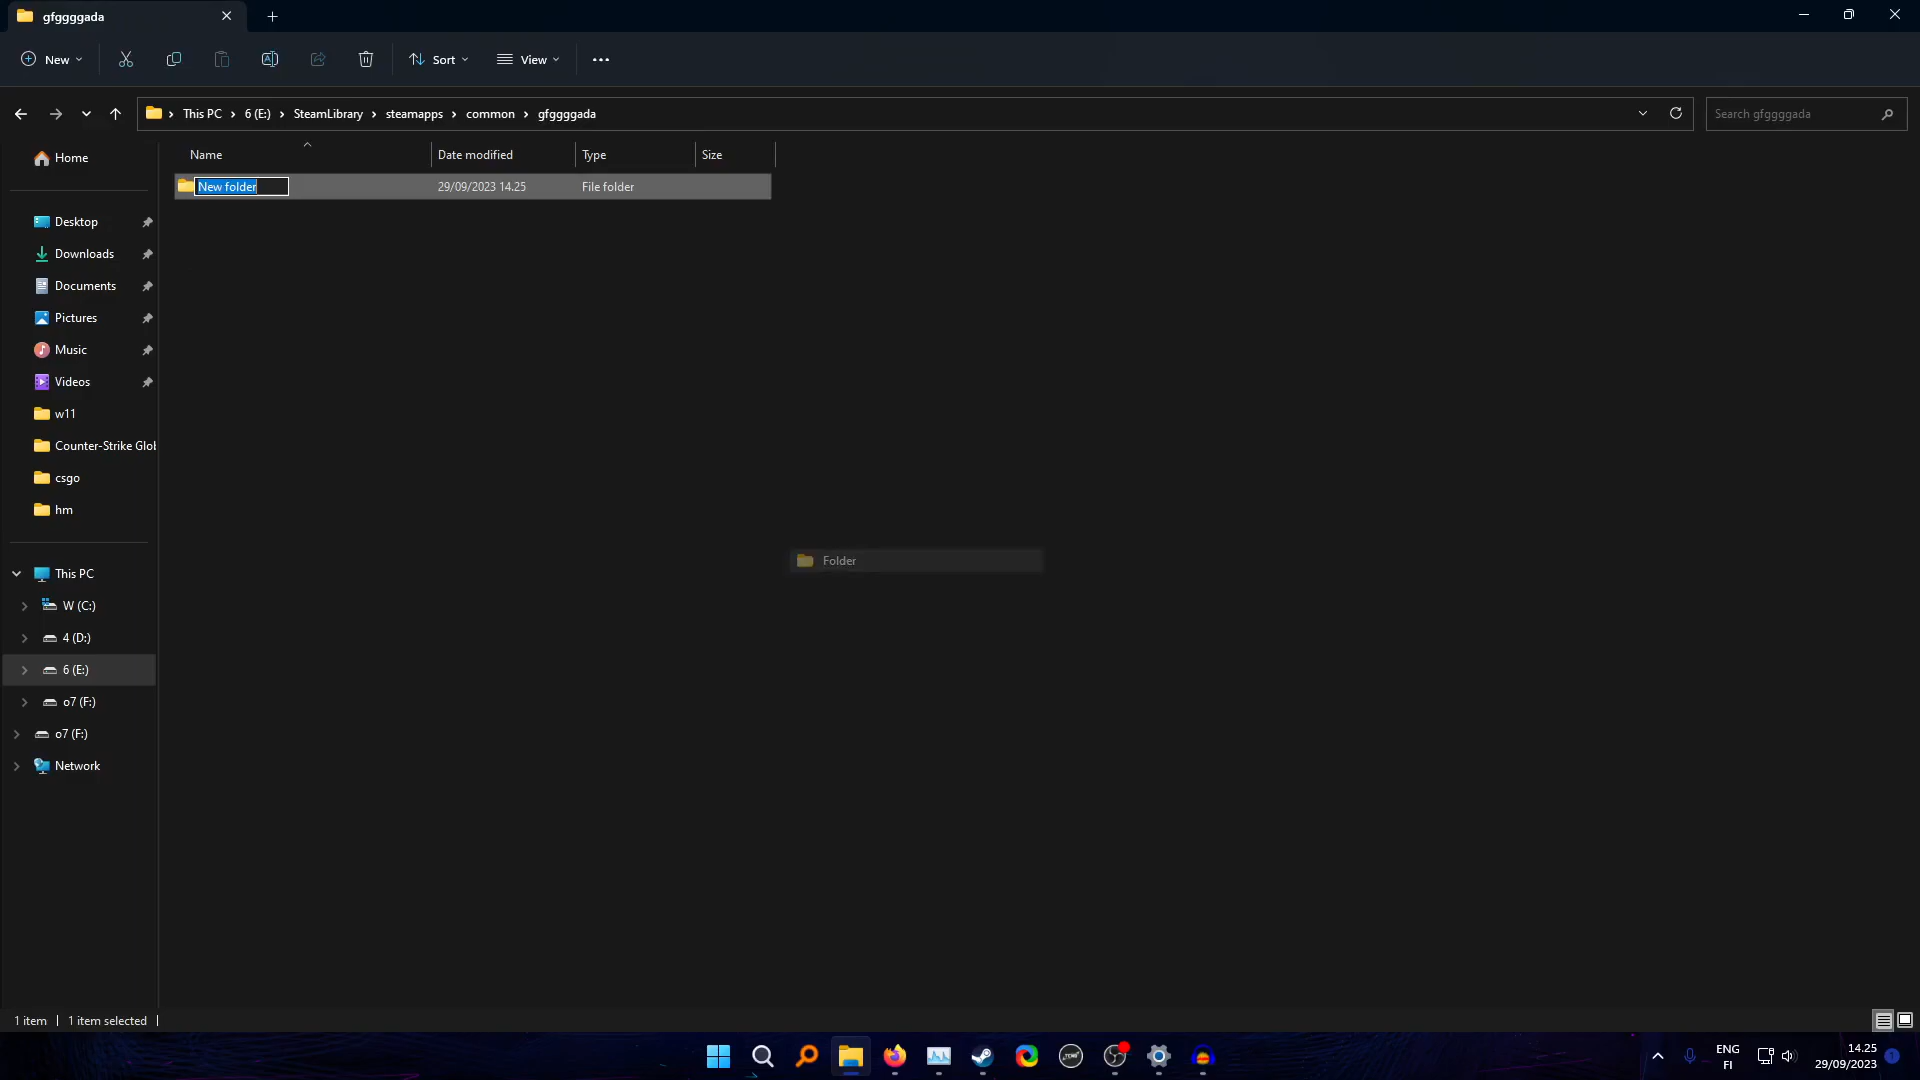 gfggggada
New
Sort
View
This PC
6 (E:)
SteamLibrary
steamapps
common
gfggggada
Search gfggggada
Home
Name
Date modified
Type
Size
New folder
29/09/2023 14.25
File folder
Desktop
Downloads
Documents
Pictures
Music
Videos
w11
Counter-Strike Glob
csgo
hm
Folder
This PC
W (C:)
4 (D:)
6 (E:)
o7 (F:)
o7 (F:)
Network
1 item
1 item selected
ENG
FI
14.25
29/09/2023